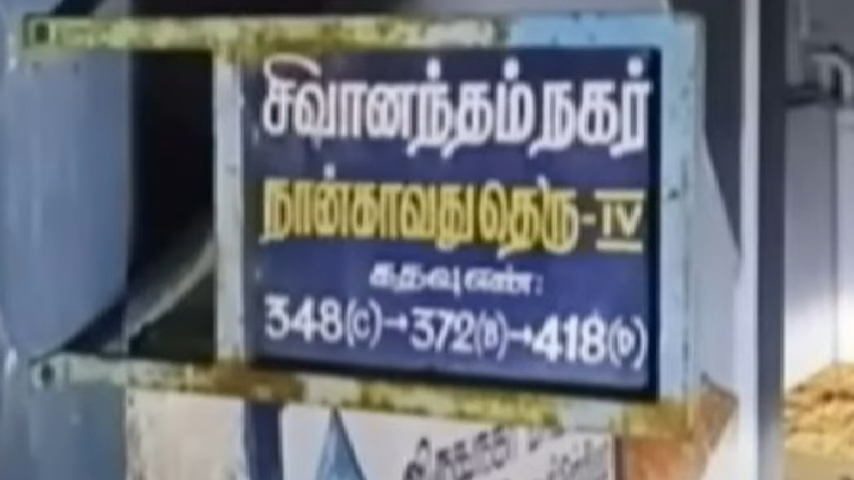 சிவானந்தம் நகர்
நான்காவது தெரு-IV
கதவு எண்:
348(C)→372(B)→418(D)